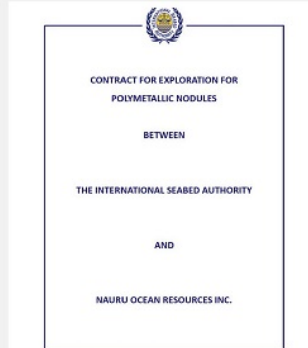 CONTRACT FOR EXPLORATION FOR
POLYMETALLIC NODULES
BETWEEN
THE INTERNATIONAL SEABED AUTHORITY
AND
NAURU OCEAN RESOURCES INC.